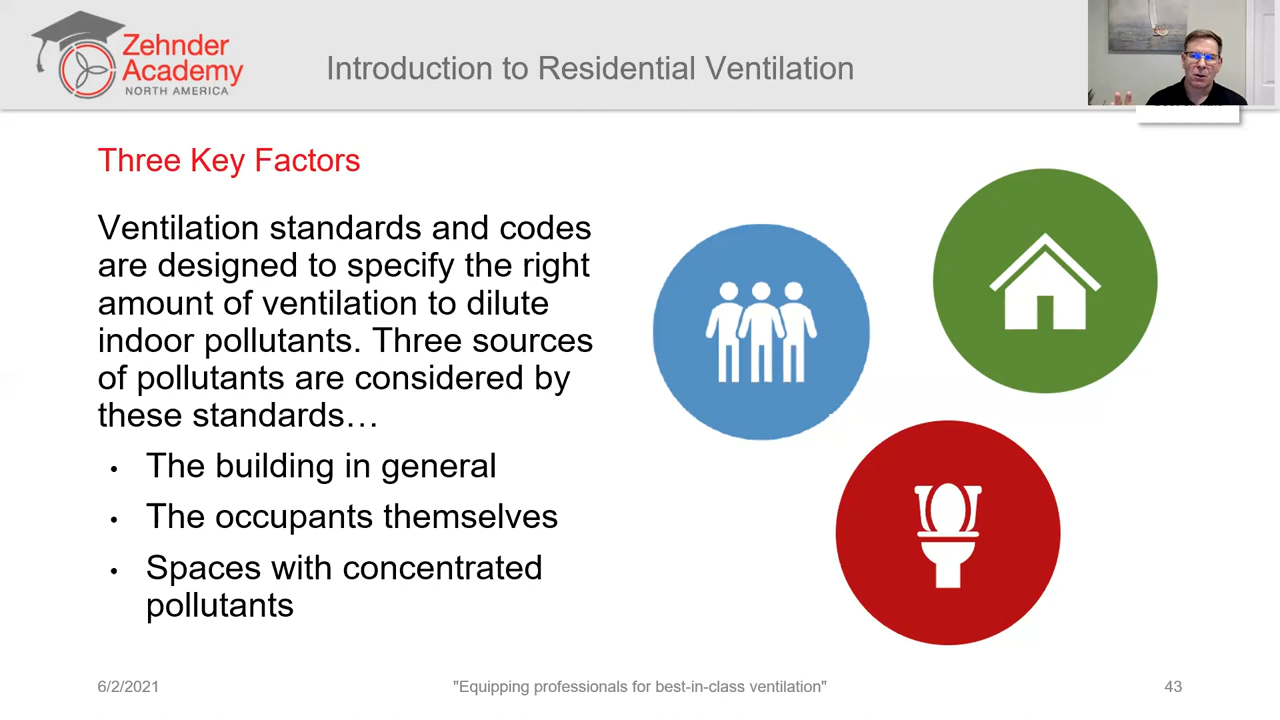 Zehnder
Academy
NORTH AMERICA
Introduction to Residential Ventilation
Three Key Factors
Ventilation standards and codes
are designed to specify the right
amount of ventilation to dilute
indoor pollutants. Three sources
of pollutants are considered by
these standards…
• The building in general
• The occupants themselves
• Spaces with concentrated
pollutants
6/2/2021
"Equipping professionals for best-in-class ventilation"
43